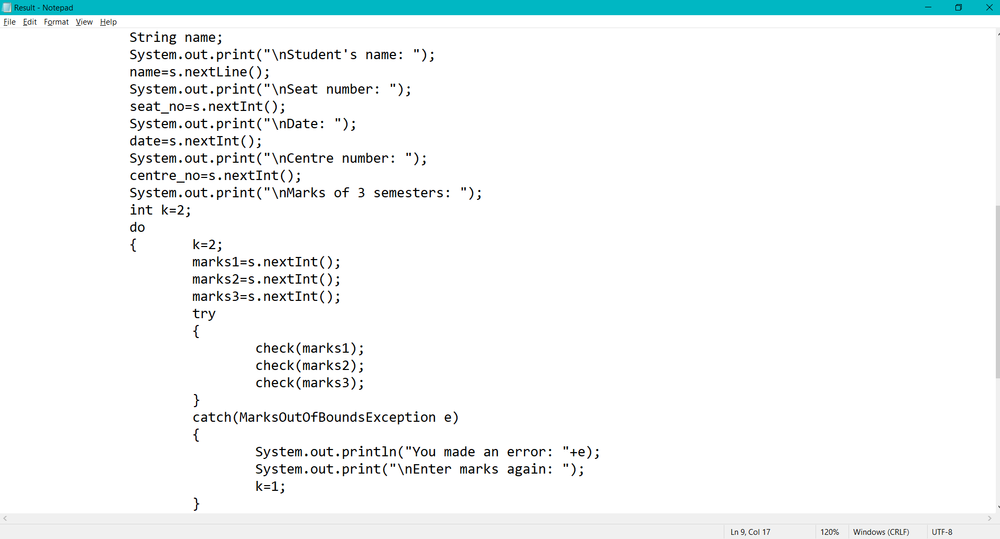 Result - Notepad
File Edit Format View Help
String name;
System.out.print("\nStudent's name: ");
name=s.nextLine();
System.out.print("\nSeat number: ");
seat_no=s.nextInt();
System.out.print("\nDate: ");
date=s.nextInt();
System.out.print("\nCentre number: ");
centre_no=s.nextInt();
System.out.print("\nMarks of 3 semesters: ");
int k=2;
do
{ k=2;
marks1=s.nextInt();
marks2=s.nextInt();
marks3=s.nextInt();
try
{
check(marks1);
check(marks2);
check(marks3);
}
catch(MarksOutOfBoundsException e)
{
System.out.println("You made an error: "+e);
System.out.print("\nEnter marks again: ");
k=1;
}
Ln 9, Col 17 120% Windows (CRLF) UTF-8